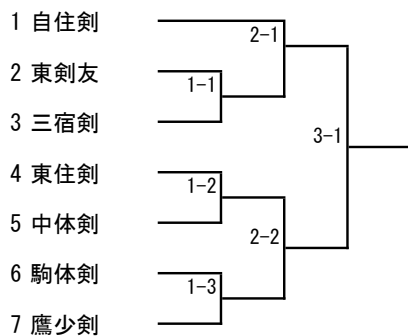 1 自住剣
2-1
2 東剣友
1-1
3 三宿剣
3-1
4 東住剣
1-2
5 中体剣
2-2
6 駒体剣
1-3
7 鷹少剣